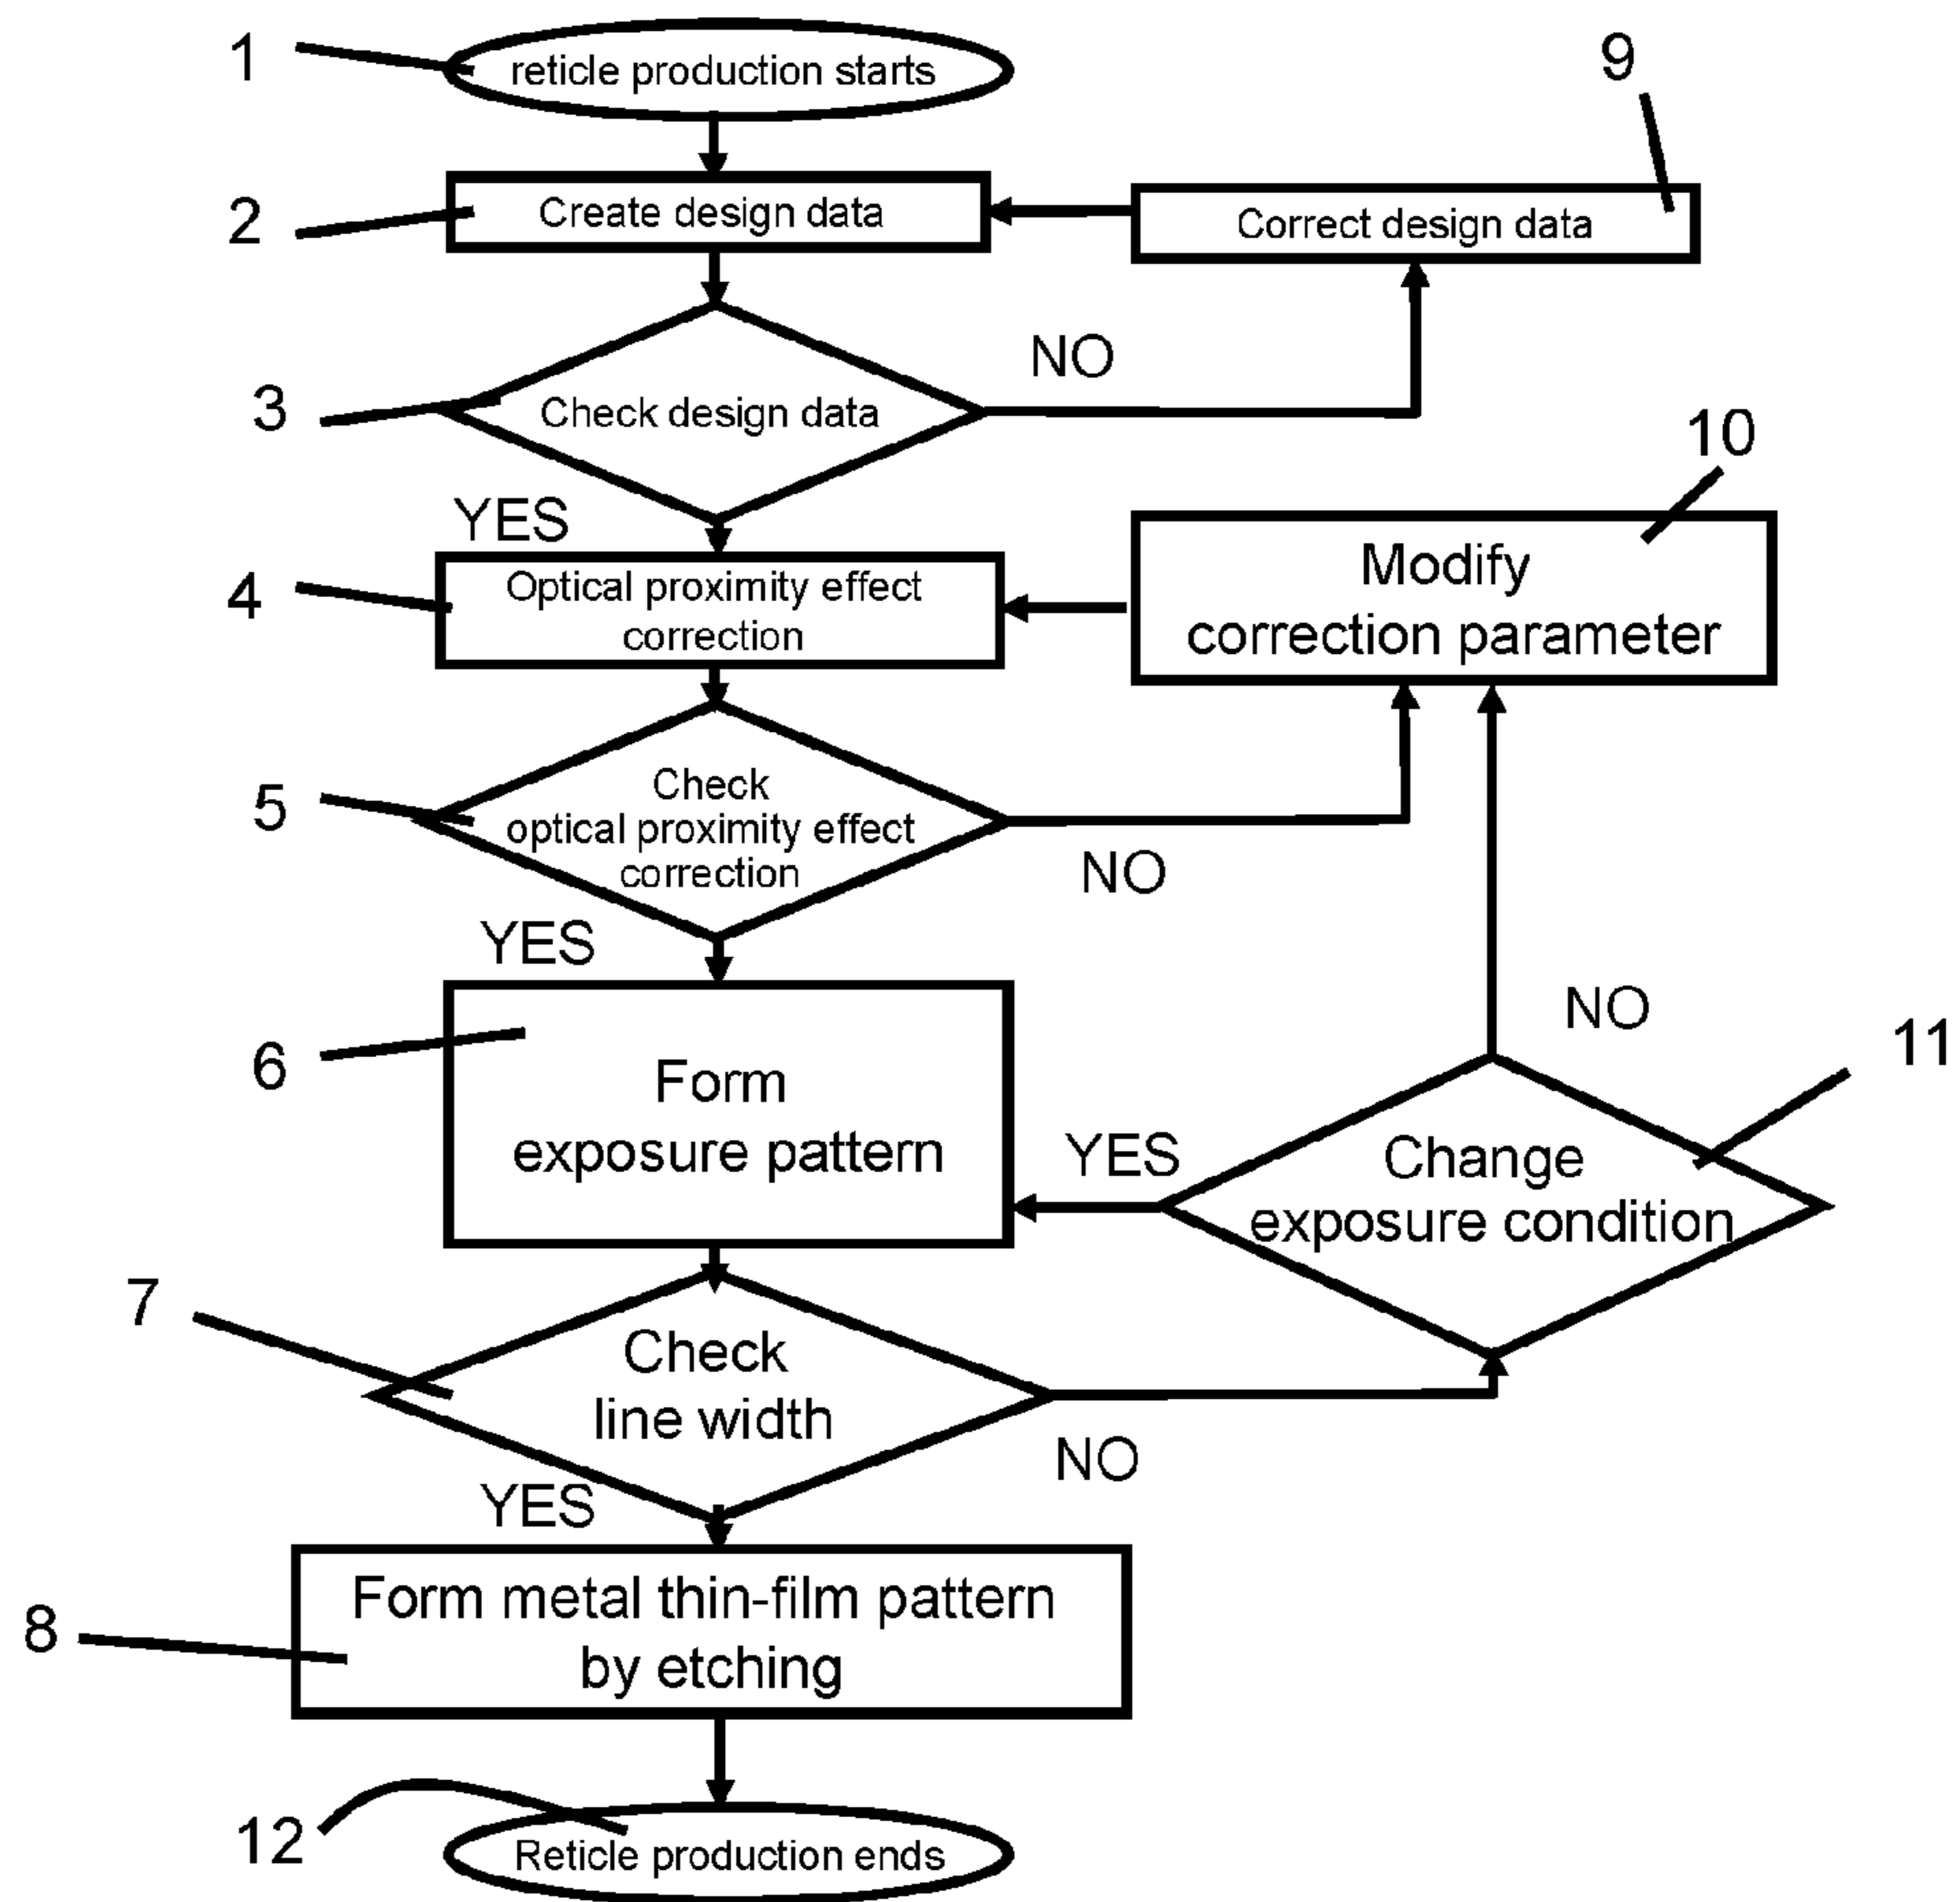 1
reticle production starts
9
2
Create design data
Correct design data
NO
3
Check design data
10
YES
4
Optical proximity effect
correction
Modify
correction parameter
5
Check
optical proximity effect
correction
NO
YES
6
Form
exposure pattern
NO
11
YES
Change
exposure condition
7
Check
line width
NO
YES
8
Form metal thin-film pattern
by etching
12
Reticle production ends